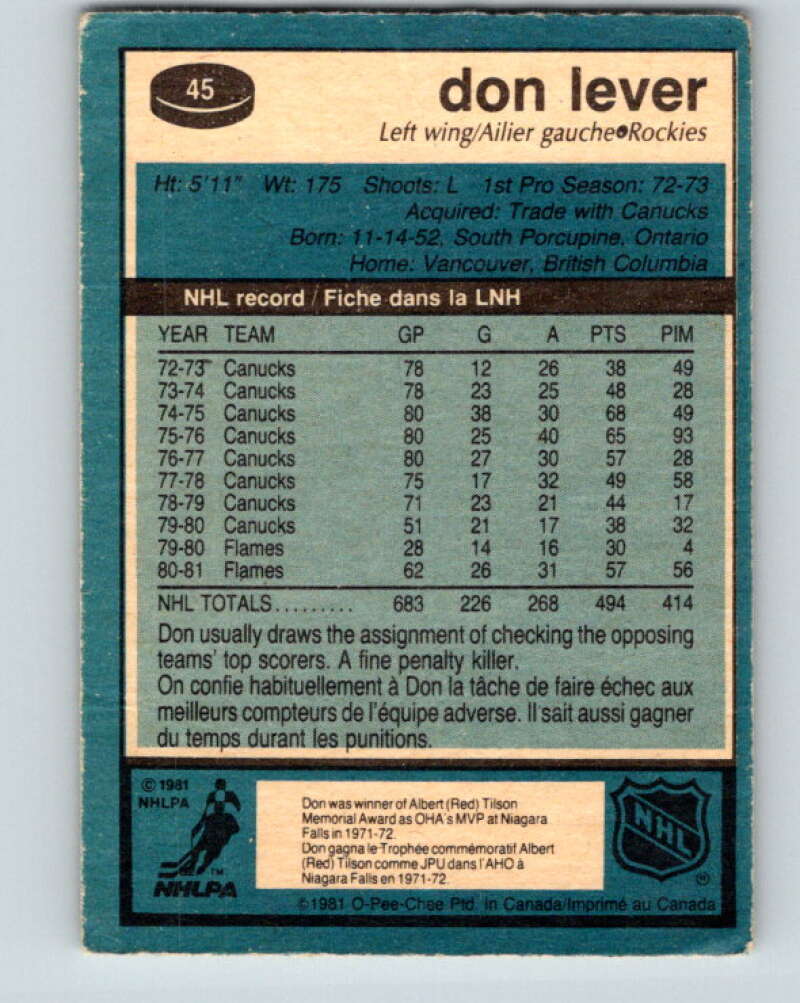 45
don lever
Left wing/Ailier gauche•Rockies
Ht: 5'11" Wt: 175 Shoots: L 1st Pro Season: 72-73
Acquired: Trade with Canucks
Born: 11-14-52, South Porcupine, Ontario
Home: Vancouver, British Columbia
NHL record / Fiche dans la LNH
YEAR TEAM GP G A PTS PIM
72-73 Canucks 78 12 26 38 49
73-74 Canucks 78 23 25 48 28
74-75 Canucks 80 38 30 68 49
75-76 Canucks 80 25 40 65 93
76-77 Canucks 80 27 30 57 28
77-78 Canucks 75 17 32 49 58
78-79 Canucks 71 23 21 44 17
79-80 Canucks 51 21 17 38 32
79-80 Flames 28 14 16 30 4
80-81 Flames 62 26 31 57 56
NHL TOTALS......... 683 226 268 494 414
Don usually draws the assignment of checking the opposing
teams' top scorers. A fine penalty killer.
On confie habituellement à Don la tâche de faire échec aux
meilleurs compteurs de l'équipe adverse. Il sait aussi gagner
du temps durant les punitions.
© 1981
NHLPA
TM
NHLPA
Don was winner of Albert (Red) Tilson
Memorial Award as OHA's MVP at Niagara
Falls in 1971-72.
Don gagna le Trophée commémoratif Albert
(Red) Tilson comme JPU dans l'AHO à
Niagara Falls en 1971-72.
NHL
©1981 O-Pee-Chee Ptd. in Canada/Imprimé au Canada